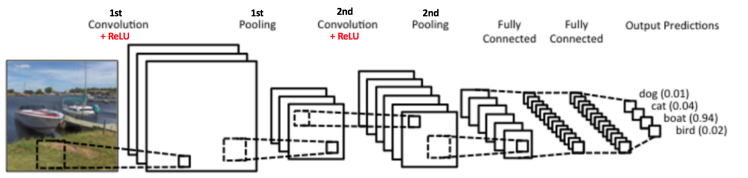 1st
Convolution
+ ReLU
1st
Pooling
2nd
Convolution
+ ReLU
2nd
Pooling
Fully
Connected
Fully
Connected
Output Predictions
dog (0.01)
cat (0.04)
boat (0.94)
bird (0.02)